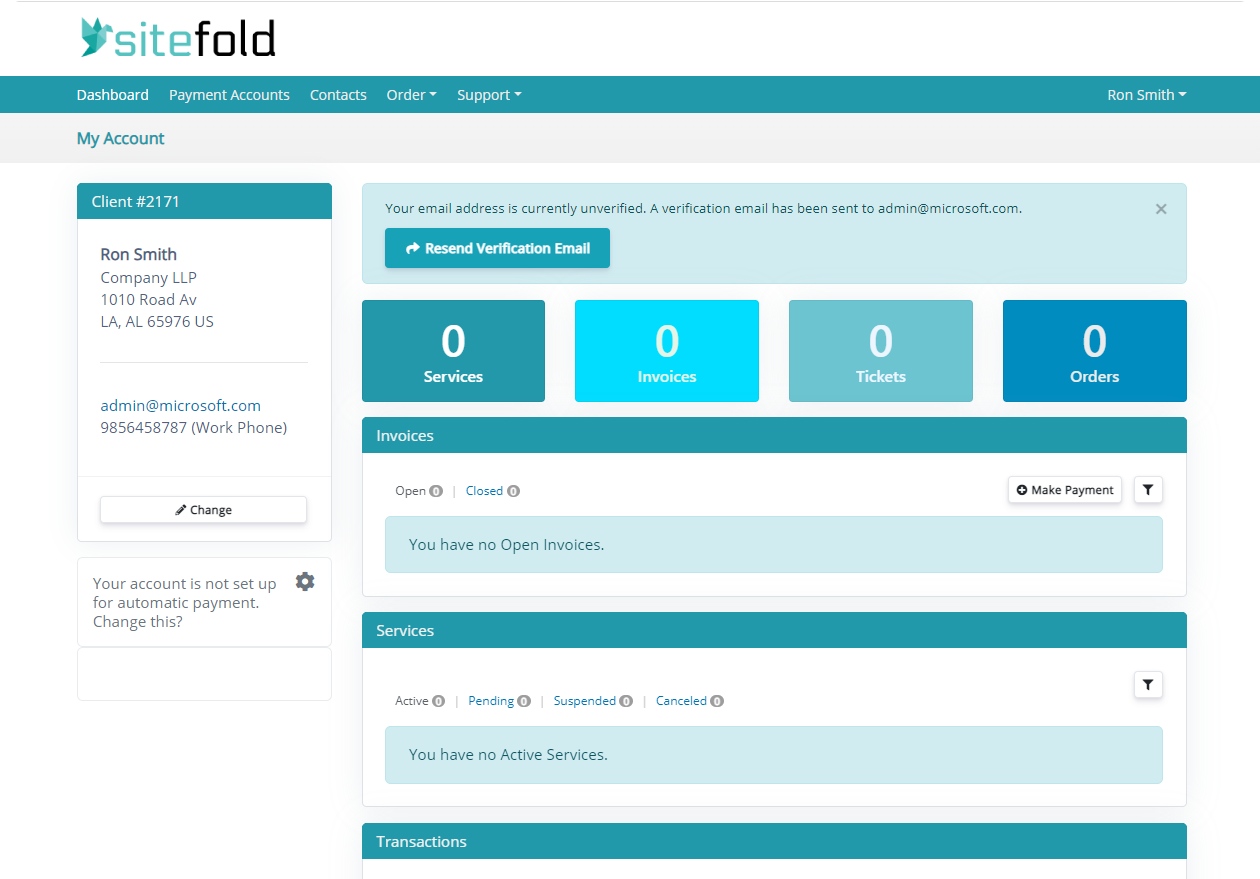 sitefold
Dashboard Payment Accounts Contacts Order Support Ron Smith
My Account
Client #2171
Ron Smith
Company LLP
1010 Road Av
LA, AL 65976 US
admin@microsoft.com
9856458787 (Work Phone)
Change
Your account is not set up
for automatic payment.
Change this?
Your email address is currently unverified. A verification email has been sent to admin@microsoft.com. ×
Resend Verification Email
0 0 0 0
Services Invoices Tickets Orders
Invoices
Open 0 | Closed 0 Make Payment
You have no Open Invoices.
Services
Active 0 | Pending 0 | Suspended 0 | Canceled 0
You have no Active Services.
Transactions